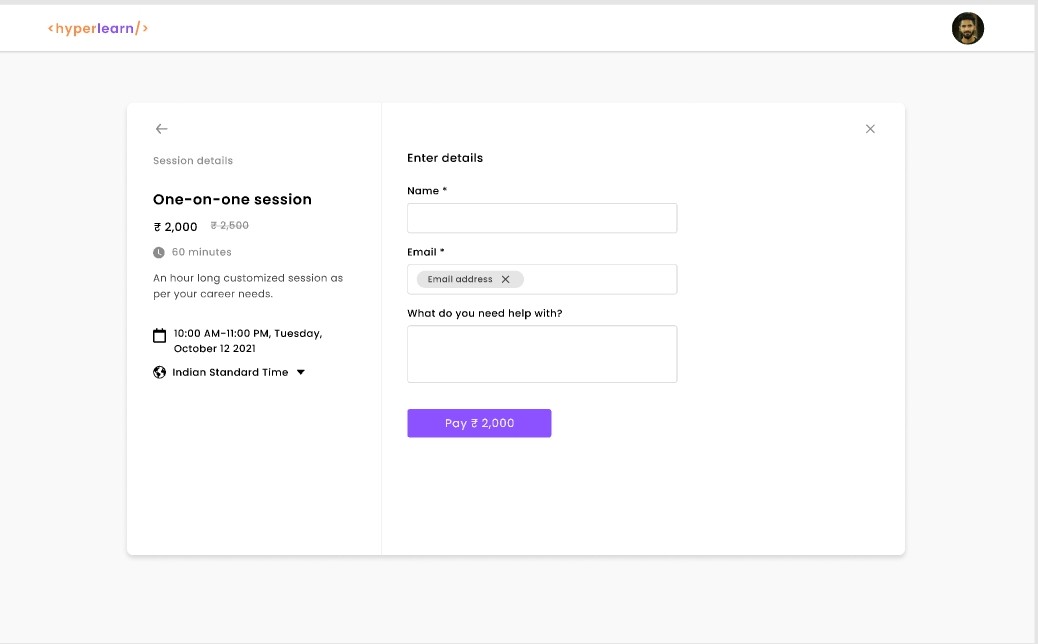 <hyperlearn/>
Session details
One-on-one session
₹ 2,000 ₹ 2,500
60 minutes
An hour long customized session as
per your career needs.
10:00 AM-11:00 PM, Tuesday,
October 12 2021
Indian Standard Time
Enter details
Name *
Email *
Email address
What do you need help with?
Pay ₹ 2,000